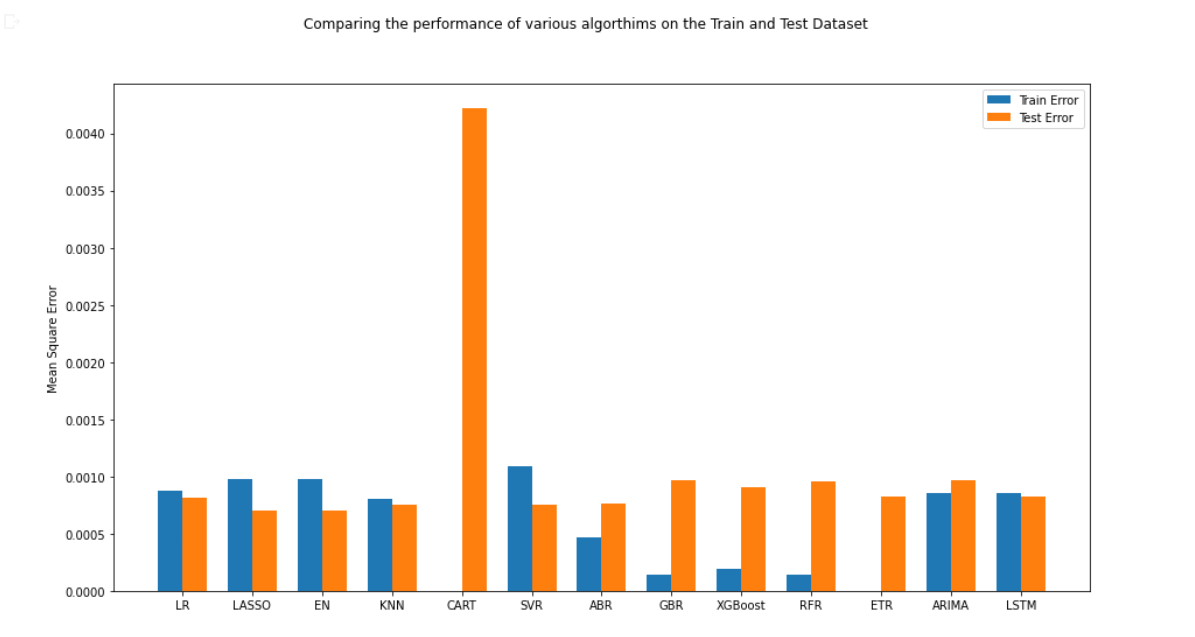 Comparing the performance of various algorthims on the Train and Test Dataset
Train Error
Test Error
Mean Square Error
0.0040
0.0035
0.0030
0.0025
0.0020
0.0015
0.0010
0.0005
0.0000
LR LASSO EN KNN CART SVR ABR GBR XGBoost RFR ETR ARIMA LSTM